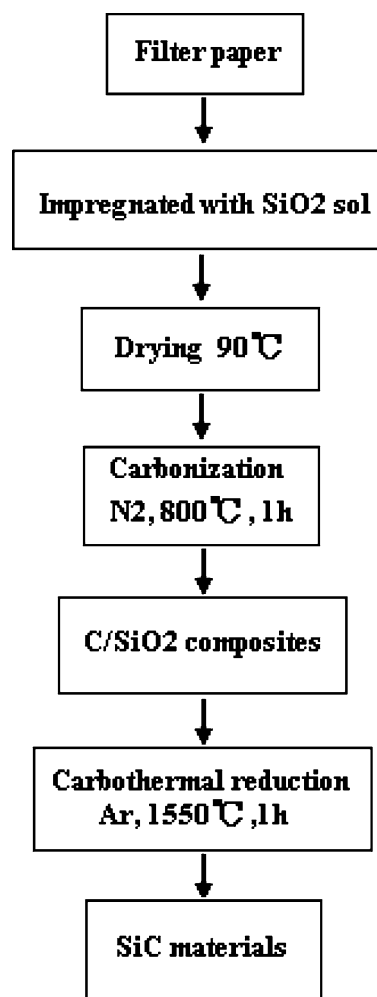 Filter paper
Impregnated with SiO2 sol
Drying 90℃
Carbonization
N2, 800℃, 1h
C/SiO2 composites
Carbothermal reduction
Ar, 1550℃,1h
SiC materials